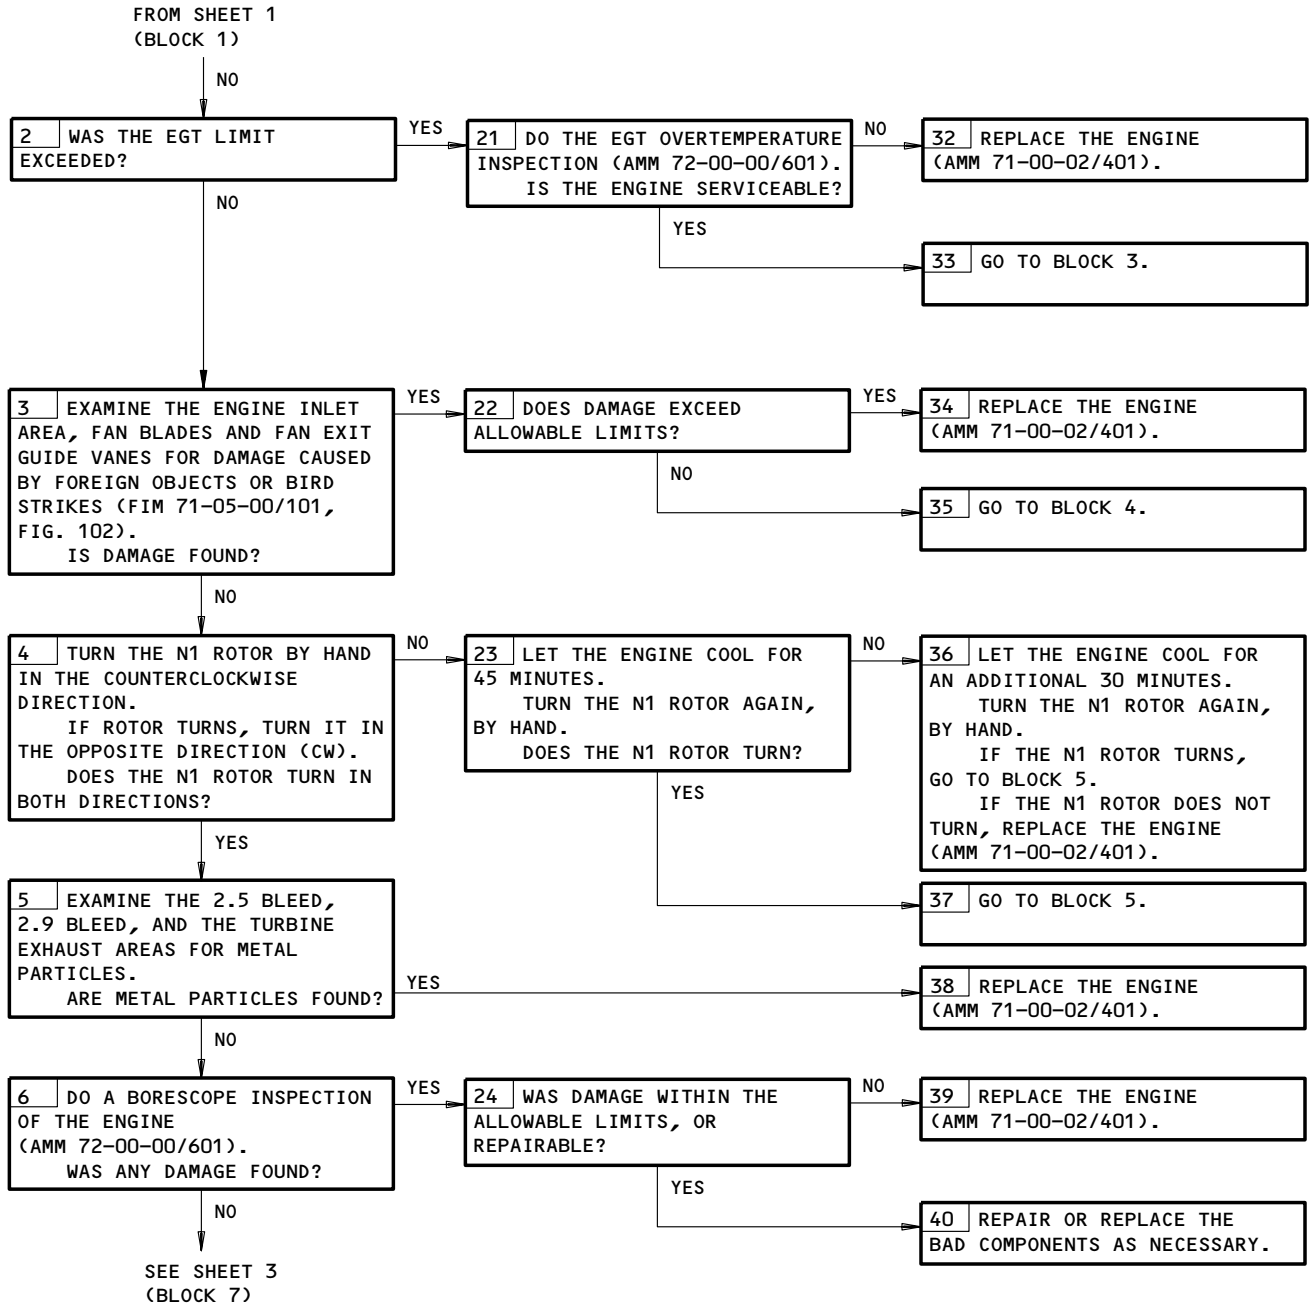 FROM SHEET 1
(BLOCK 1)
NO
2 WAS THE EGT LIMIT
EXCEEDED?
YES
21 DO THE EGT OVERTEMPERATURE
INSPECTION (AMM 72-00-00/601).
IS THE ENGINE SERVICEABLE?
NO
32 REPLACE THE ENGINE
(AMM 71-00-02/401).
NO
YES
33 GO TO BLOCK 3.
3 EXAMINE THE ENGINE INLET
AREA, FAN BLADES AND FAN EXIT
GUIDE VANES FOR DAMAGE CAUSED
BY FOREIGN OBJECTS OR BIRD
STRIKES (FIM 71-05-00/101,
FIG. 102).
IS DAMAGE FOUND?
YES
22 DOES DAMAGE EXCEED
ALLOWABLE LIMITS?
YES
34 REPLACE THE ENGINE
(AMM 71-00-02/401).
NO
35 GO TO BLOCK 4.
NO
4 TURN THE N1 ROTOR BY HAND
IN THE COUNTERCLOCKWISE
DIRECTION.
IF ROTOR TURNS, TURN IT IN
THE OPPOSITE DIRECTION (CW).
DOES THE N1 ROTOR TURN IN
BOTH DIRECTIONS?
NO
23 LET THE ENGINE COOL FOR
45 MINUTES.
TURN THE N1 ROTOR AGAIN,
BY HAND.
DOES THE N1 ROTOR TURN?
NO
36 LET THE ENGINE COOL FOR
AN ADDITIONAL 30 MINUTES.
TURN THE N1 ROTOR AGAIN,
BY HAND.
IF THE N1 ROTOR TURNS,
GO TO BLOCK 5.
IF THE N1 ROTOR DOES NOT
TURN, REPLACE THE ENGINE
(AMM 71-00-02/401).
YES
YES
37 GO TO BLOCK 5.
5 EXAMINE THE 2.5 BLEED,
2.9 BLEED, AND THE TURBINE
EXHAUST AREAS FOR METAL
PARTICLES.
ARE METAL PARTICLES FOUND?
YES
38 REPLACE THE ENGINE
(AMM 71-00-02/401).
NO
6 DO A BORESCOPE INSPECTION
OF THE ENGINE
(AMM 72-00-00/601).
WAS ANY DAMAGE FOUND?
YES
24 WAS DAMAGE WITHIN THE
ALLOWABLE LIMITS, OR
REPAIRABLE?
NO
39 REPLACE THE ENGINE
(AMM 71-00-02/401).
YES
40 REPAIR OR REPLACE THE
BAD COMPONENTS AS NECESSARY.
NO
SEE SHEET 3
(BLOCK 7)